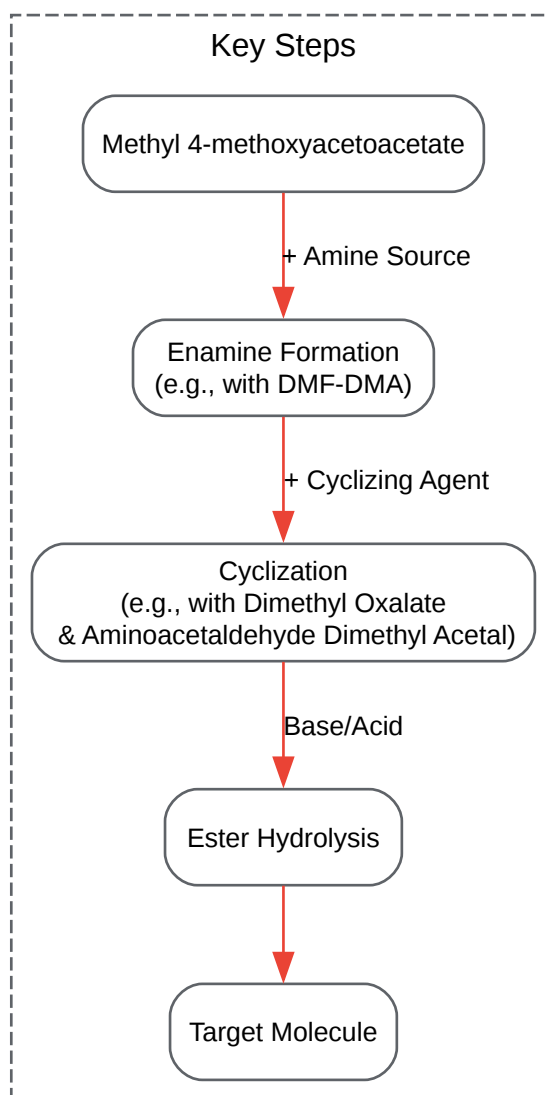 Key Steps
Methyl 4-methoxyacetoacetate
+ Amine Source
Enamine Formation
(e.g., with DMF-DMA)
+ Cyclizing Agent
Cyclization
(e.g., with Dimethyl Oxalate
& Aminoacetaldehyde Dimethyl Acetal)
Base/Acid
Ester Hydrolysis
Target Molecule